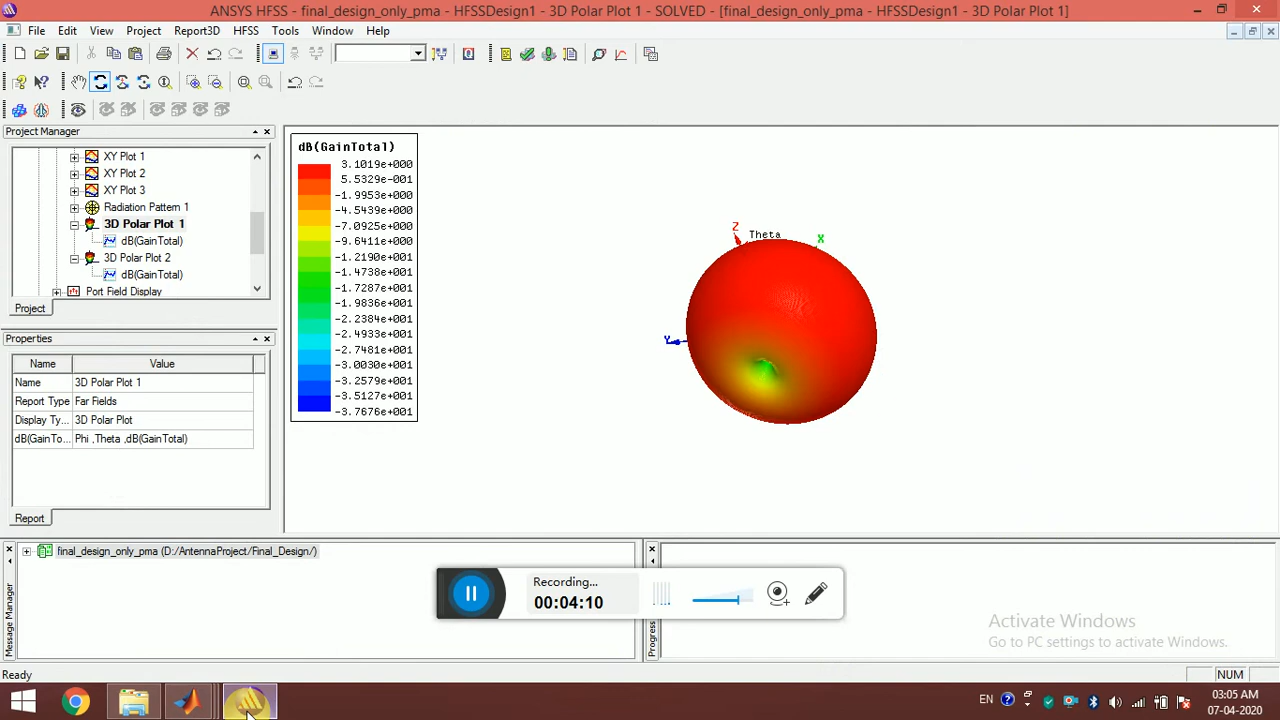 ANSYS HFSS - final_design_only_pma - HFSSDesign1 - 3D Polar Plot 1 - SOLVED - [final_design_only_pma - HFSSDesign1 - 3D Polar Plot 1]
File Edit View Project Report3D HFSS Tools Window Help
Project Manager
XY Plot 1
XY Plot 2
XY Plot 3
Radiation Pattern 1
3D Polar Plot 1
dB(GainTotal)
3D Polar Plot 2
dB(GainTotal)
Port Field Display
Project
Properties
Name Value
Name 3D Polar Plot 1
Report Type Far Fields
Display Ty... 3D Polar Plot
dB(GainTo... Phi ,Theta ,dB(GainTotal)
Report
dB(GainTotal)
3.1019e+000
5.5329e-001
-1.9953e+000
-4.5439e+000
-7.0925e+000
-9.6411e+000
-1.2190e+001
-1.4738e+001
-1.7287e+001
-1.9836e+001
-2.2384e+001
-2.4933e+001
-2.7481e+001
-3.0030e+001
-3.2579e+001
-3.5127e+001
-3.7676e+001
Z Theta X
Y
final_design_only_pma (D:/AntennaProject/Final_Design/)
Message Manager
Recording...
00:04:10
Progress
Activate Windows
Go to PC settings to activate Windows.
Ready
NUM
EN
03:05 AM
07-04-2020